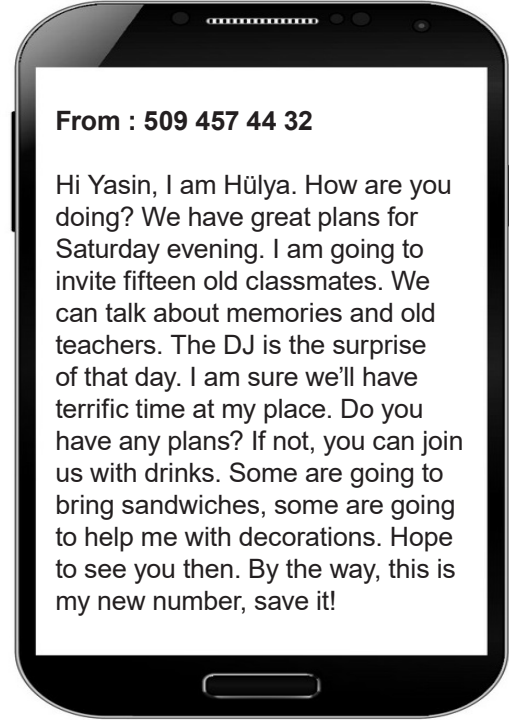 From : 509 457 44 32
Hi Yasin, I am Hülya. How are you
doing? We have great plans for
Saturday evening. I am going to
invite fifteen old classmates. We
can talk about memories and old
teachers. The DJ is the surprise
of that day. I am sure we’ll have
terrific time at my place. Do you
have any plans? If not, you can join
us with drinks. Some are going to
bring sandwiches, some are going
to help me with decorations. Hope
to see you then. By the way, this is
my new number, save it!